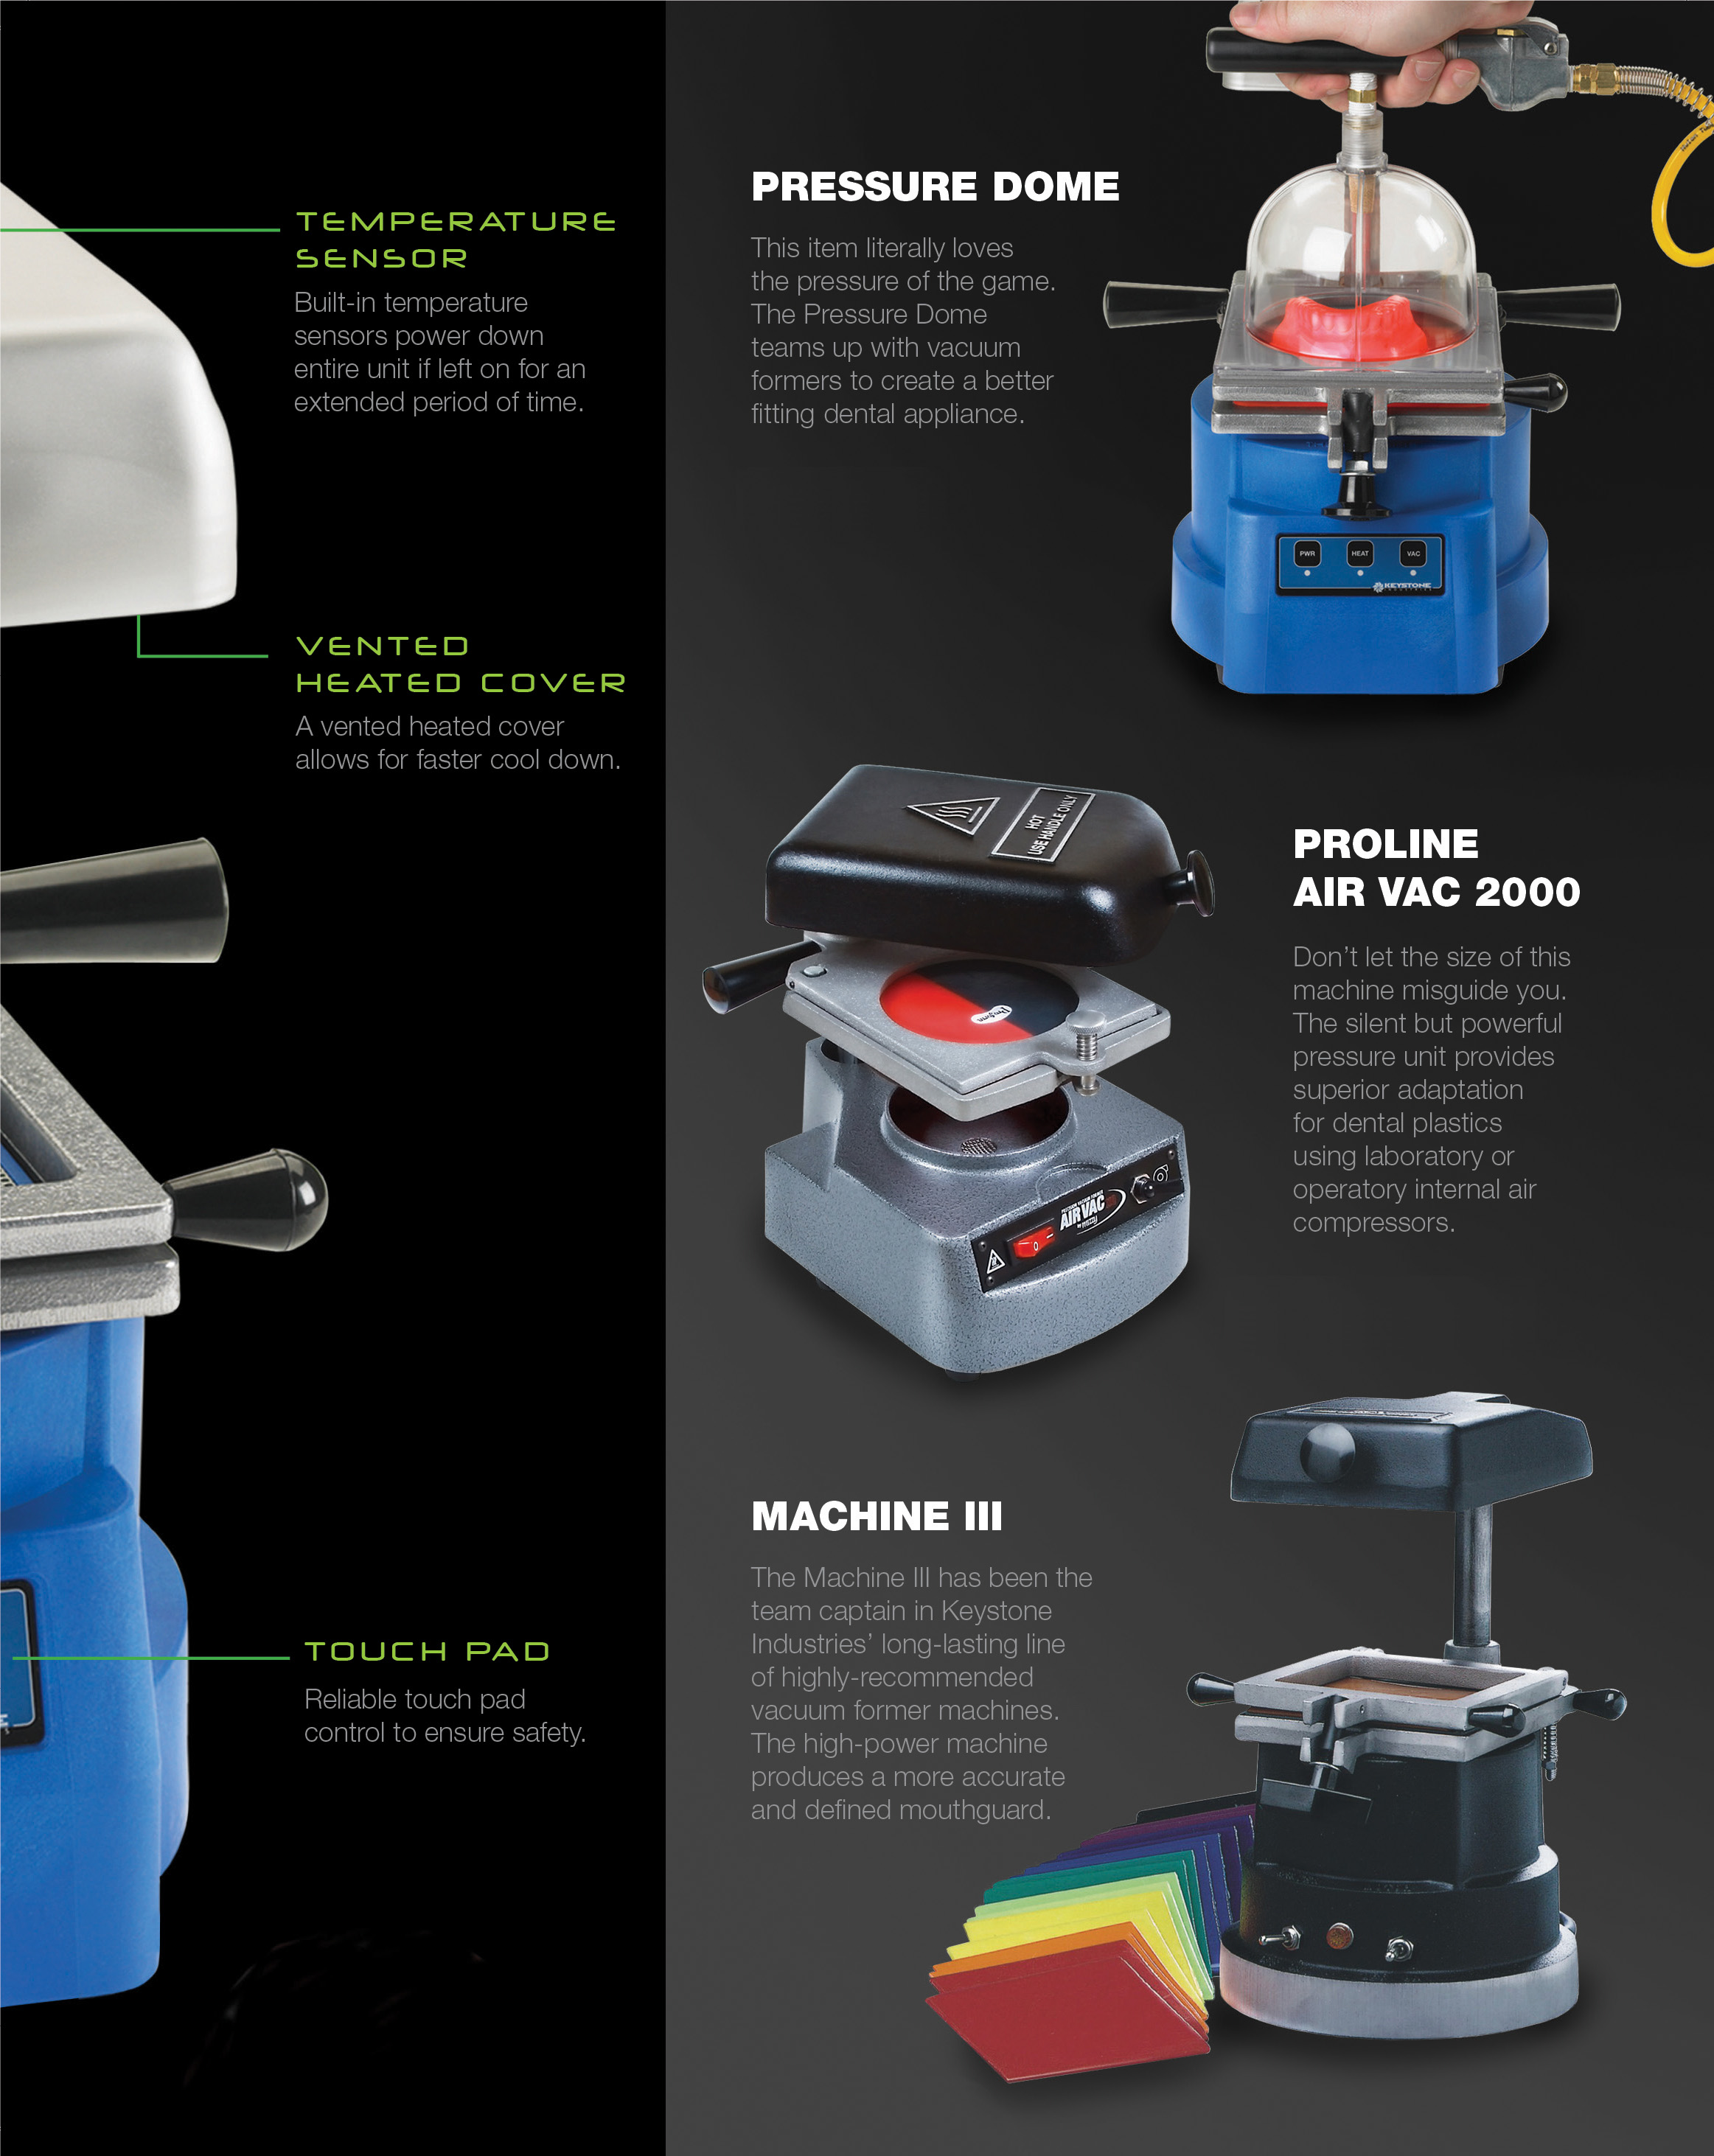 TEMPERATURE
SENSOR
Built-in temperature
sensors power down
entire unit if left on for an
extended period of time.
VENTED
HEATED COVER
A vented heated cover
allows for faster cool down.
TOUCH PAD
Reliable touch pad
control to ensure safety.
PRESSURE DOME
This item literally loves
the pressure of the game.
The Pressure Dome
teams up with vacuum
formers to create a better
fitting dental appliance.
PWR HEAT VAC
KEYSTONE
INDUSTRIES
HOT
USE HANDLE ONLY
Proform
AIR VAC
0
PROLINE
AIR VAC 2000
Don't let the size of this
machine misguide you.
The silent but powerful
pressure unit provides
superior adaptation
for dental plastics
using laboratory or
operatory internal air
compressors.
MACHINE III
The Machine III has been the
team captain in Keystone
Industries' long-lasting line
of highly-recommended
vacuum former machines.
The high-power machine
produces a more accurate
and defined mouthguard.